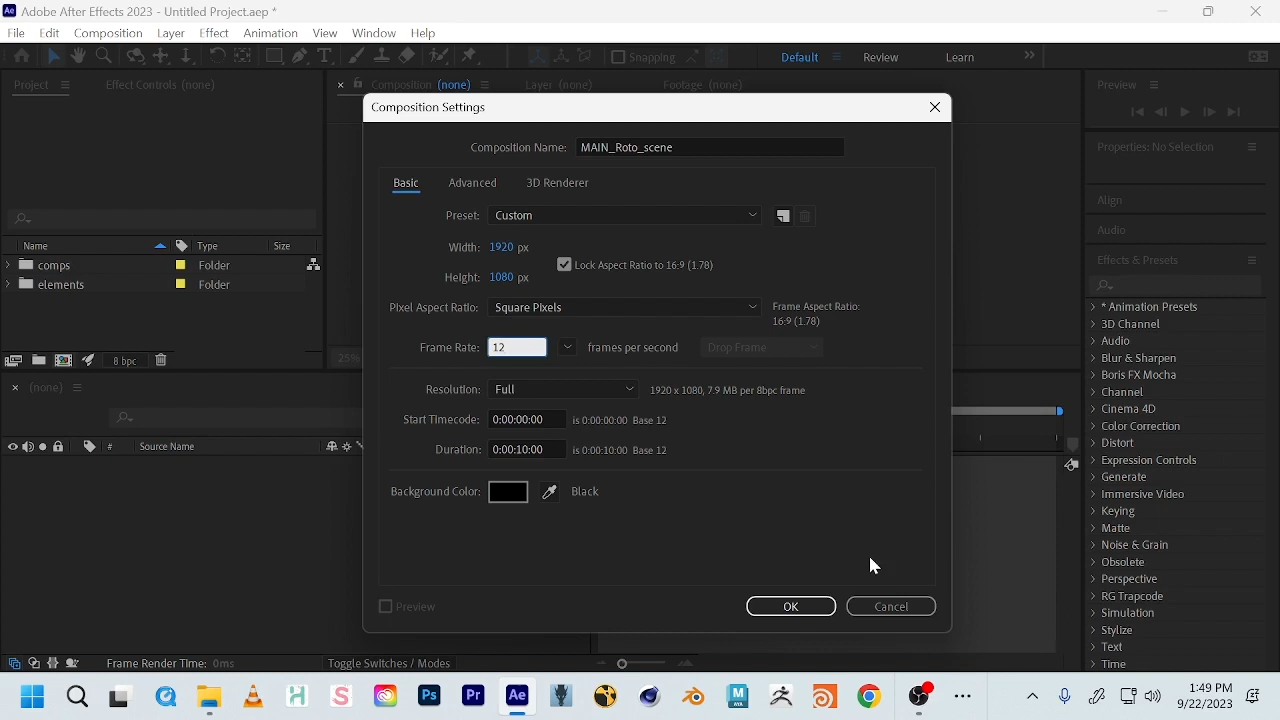 Ae Adobe After Effects 2023 - Untitled Project.aep *
File Edit Composition Layer Effect Animation View Window Help
Snapping Default Review Learn
Project Effect Controls (none) Composition (none) Layer (none) Footage (none) Preview
Composition Settings
Composition Name: MAIN_Roto_scene
Properties: No Selection
Basic Advanced 3D Renderer
Align
Preset: Custom
Audio
Name Type Size
Width: 1920 px
Lock Aspect Ratio to 16:9 (1.78)
Height: 1080 px
Effects & Presets
comps Folder
elements Folder
Pixel Aspect Ratio: Square Pixels Frame Aspect Ratio:
16:9 (1.78)
* Animation Presets
3D Channel
Audio
Blur & Sharpen
Boris FX Mocha
Channel
Cinema 4D
Color Correction
Distort
Expression Controls
Generate
Immersive Video
Keying
Matte
Noise & Grain
Obsolete
Perspective
RG Trapcode
Simulation
Stylize
Text
Time
Frame Rate: 12 frames per second Drop Frame
8 bpc 25%
(none)
Resolution: Full 1920 x 1080, 7.9 MB per 8bpc frame
Start Timecode: 0:00:00:00 is 0:00:00:00 Base 12
# Source Name
Duration: 0:00:10:00 is 0:00:10:00 Base 12
Background Color: Black
Preview OK Cancel
Frame Render Time: 0ms Toggle Switches / Modes
H S Ps Pr Ae M AYA
1:49 PM
9/22/2023